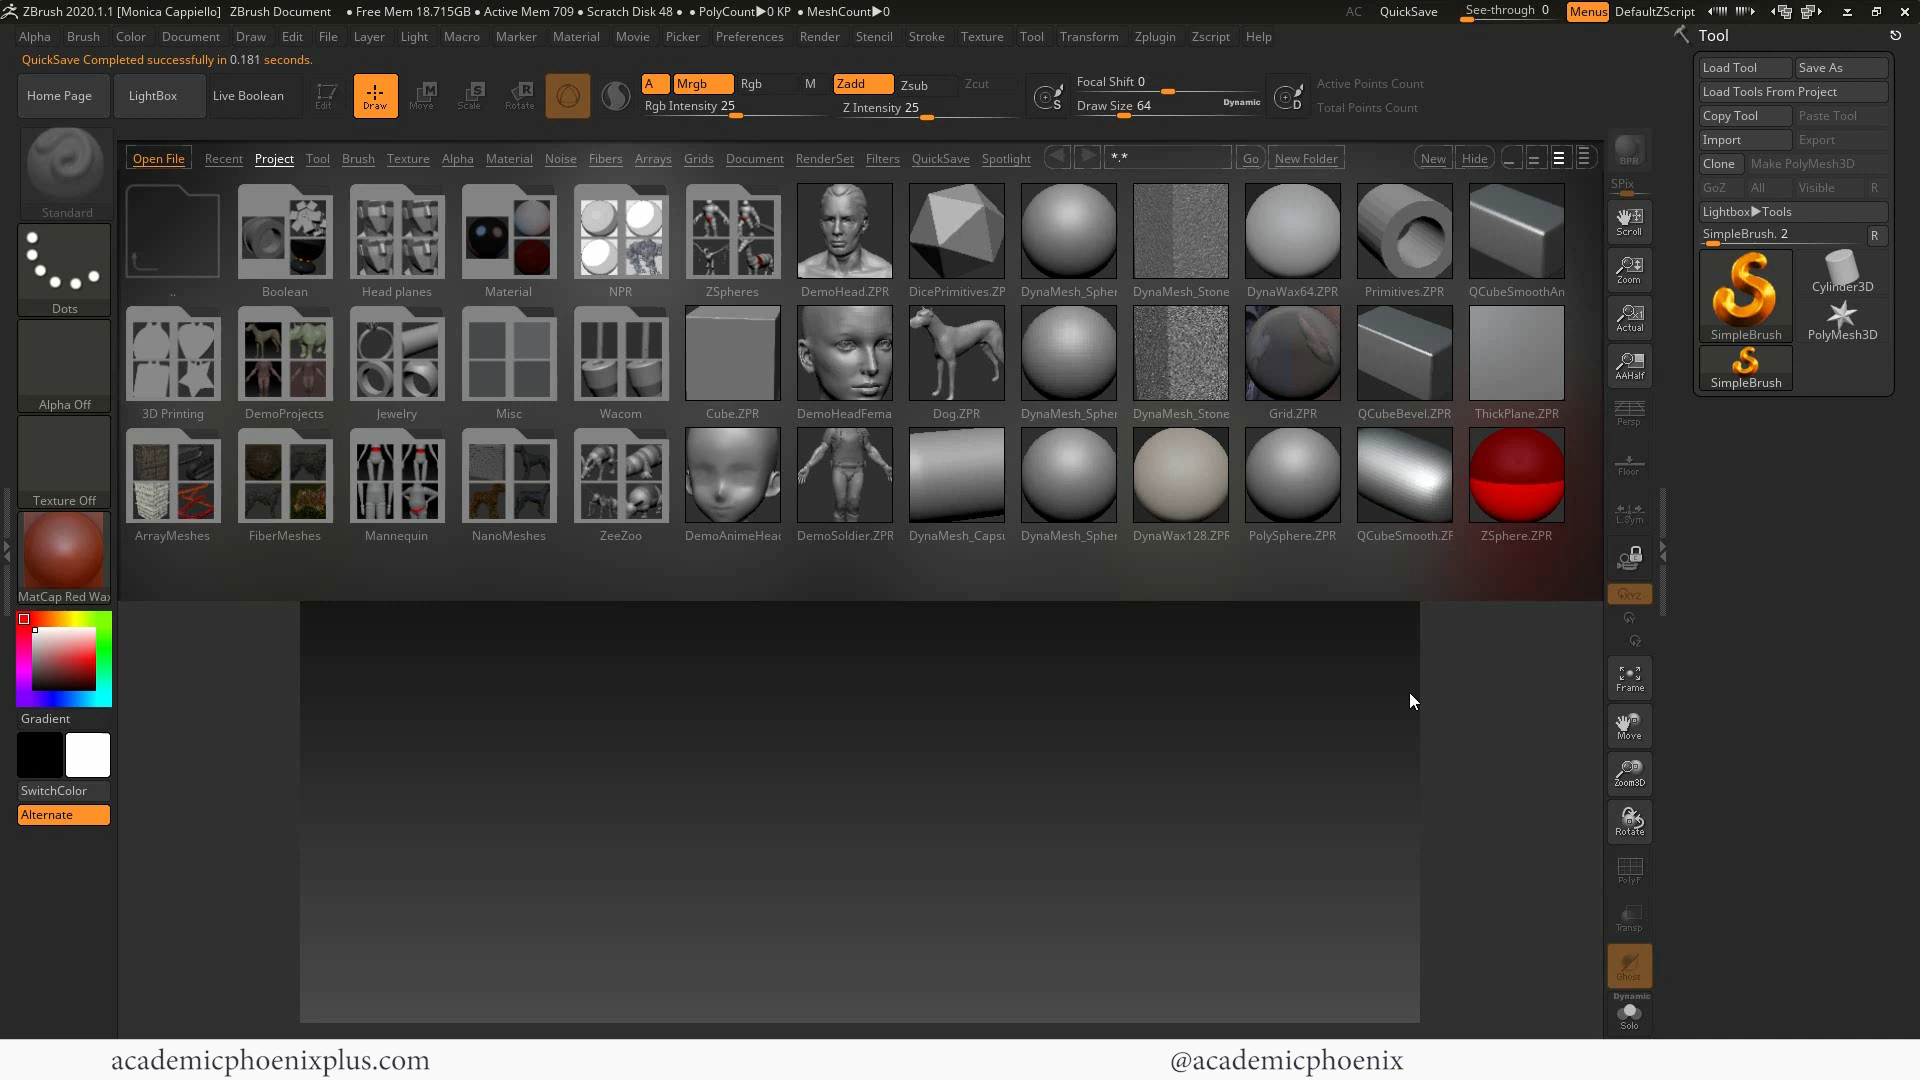 ZBrush 2020.1.1 [Monica Cappiello] ZBrush Document • Free Mem 18.715GB • Active Mem 709 • Scratch Disk 48 • • PolyCount▶0 KP • MeshCount▶0 AC QuickSave See-through 0 Menus DefaultZScript
Alpha Brush Color Document Draw Edit File Layer Light Macro Marker Material Movie Picker Preferences Render Stencil Stroke Texture Tool Transform Zplugin Zscript Help
Tool
QuickSave Completed successfully in 0.181 seconds.
Home Page LightBox Live Boolean Edit Draw Move Scale Rotate
A Mrgb Rgb M Zadd Zsub Zcut
Rgb Intensity 25 Z Intensity 25
Focal Shift 0
Draw Size 64 Dynamic
S D
Active Points Count
Total Points Count
Load Tool Save As
Load Tools From Project
Copy Tool Paste Tool
Import Export
Clone Make PolyMesh3D
GoZ All Visible R
Lightbox▶Tools
SimpleBrush. 2 R
SimpleBrush Cylinder3D
PolyMesh3D
SimpleBrush
Open File Recent Project Tool Brush Texture Alpha Material Noise Fibers Arrays Grids Document RenderSet Filters QuickSave Spotlight *.* Go New Folder New Hide
.. Boolean Head planes Material NPR ZSpheres DemoHead.ZPR DicePrimitives.ZP DynaMesh_Spher DynaMesh_Stone DynaWax64.ZPR Primitives.ZPR QCubeSmoothAn
3D Printing DemoProjects Jewelry Misc Wacom Cube.ZPR DemoHeadFema Dog.ZPR DynaMesh_Spher DynaMesh_Stone Grid.ZPR QCubeBevel.ZPR ThickPlane.ZPR
ArrayMeshes FiberMeshes Mannequin NanoMeshes ZeeZoo DemoAnimeHead DemoSoldier.ZPR DynaMesh_Capsu DynaMesh_Spher DynaWax128.ZPR PolySphere.ZPR QCubeSmooth.ZF ZSphere.ZPR
Standard
Dots
Alpha Off
Texture Off
MatCap Red Wax
Gradient
SwitchColor
Alternate
BPR
SPix
Scroll
Zoom
Actual
AAHalf
Persp
Floor
L.Sym
XYZ
Frame
Move
Zoom3D
Rotate
PolyF
Transp
Ghost
Dynamic
Solo
academicphoenixplus.com @academicphoenix